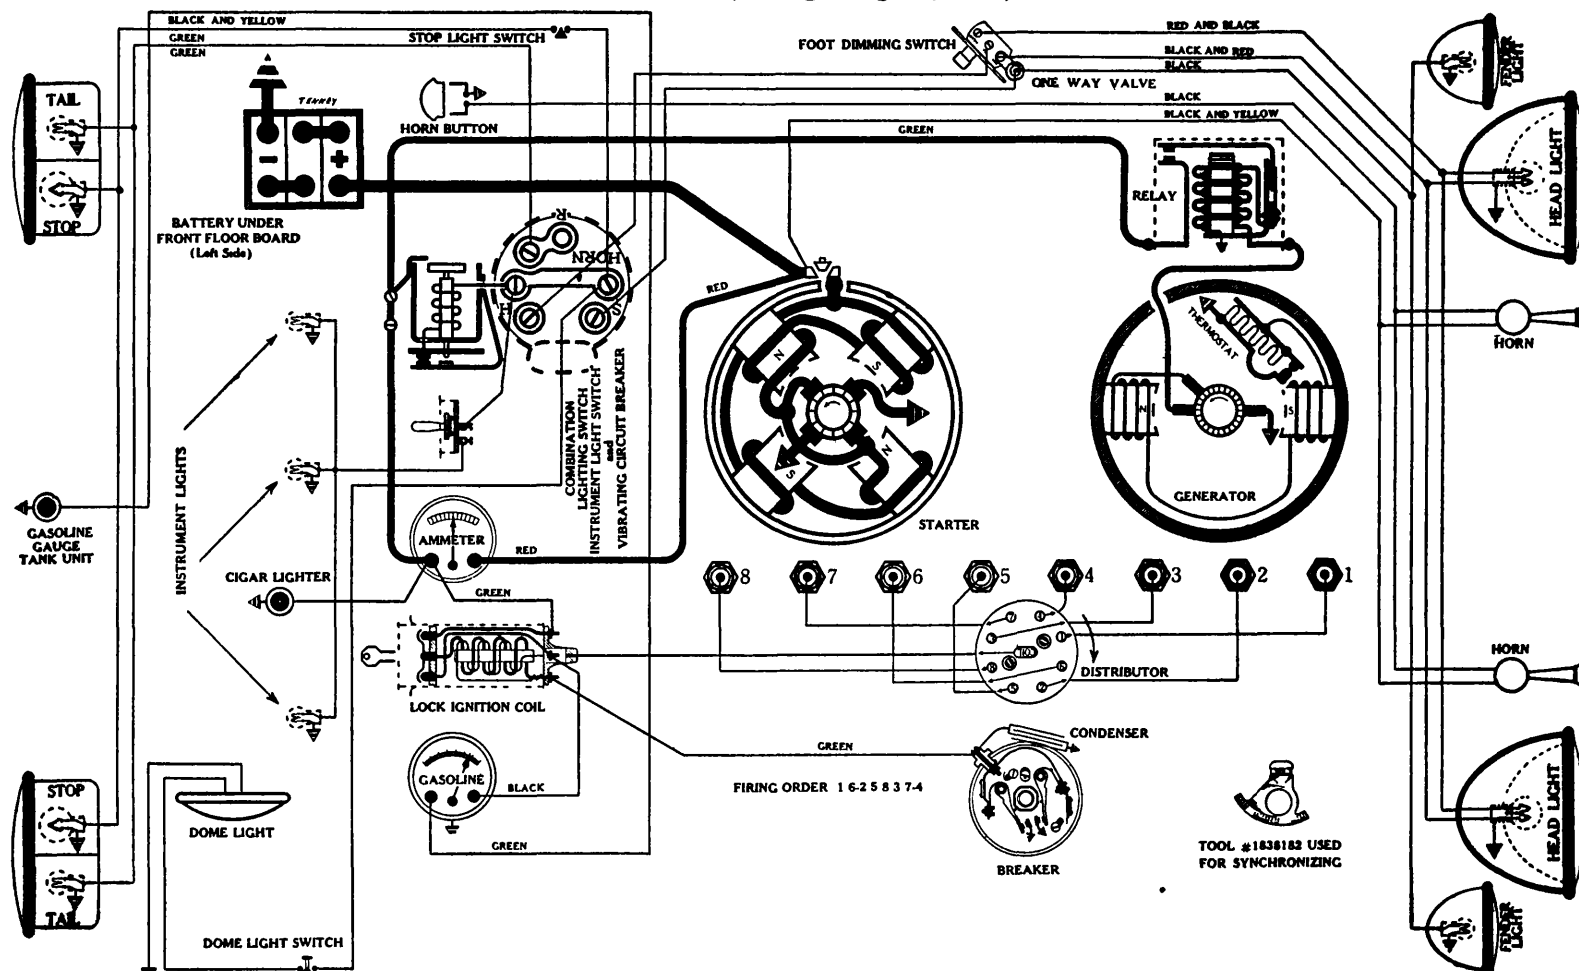 BLACK AND YELLOW
GREEN
GREEN
STOP LIGHT SWITCH
FOOT DIMMING SWITCH
ONE WAY VALVE
RED AND BLACK
BLACK AND RED
BLACK
BLACK
BLACK AND YELLOW
GREEN
FENDER
LIGHT
TAIL
STOP
TENNEY
-
+
HORN BUTTON
BATTERY UNDER
FRONT FLOOR BOARD
(Left Side)
R
HORN
H
S
RELAY
HEAD LIGHT
RED
THERMOSTAT
HORN
N
S
S
N
STARTER
N
S
GENERATOR
COMBINATION
LIGHTING SWITCH
INSTRUMENT LIGHT SWITCH
and
VIBRATING CIRCUIT BREAKER
INSTRUMENT LIGHTS
GASOLINE
GAUGE
TANK UNIT
AMMETER
RED
CIGAR LIGHTER
GREEN
8
7
6
5
4
3
2
1
DISTRIBUTOR
LOCK IGNITION COIL
HORN
GREEN
CONDENSER
GASOLINE
BLACK
GREEN
FIRING ORDER 1 6-2 5 8 3 7-4
BREAKER
TOOL #1838182 USED
FOR SYNCHRONIZING
HEAD LIGHT
FENDER
LIGHT
STOP
TAIL
DOME LIGHT
DOME LIGHT SWITCH